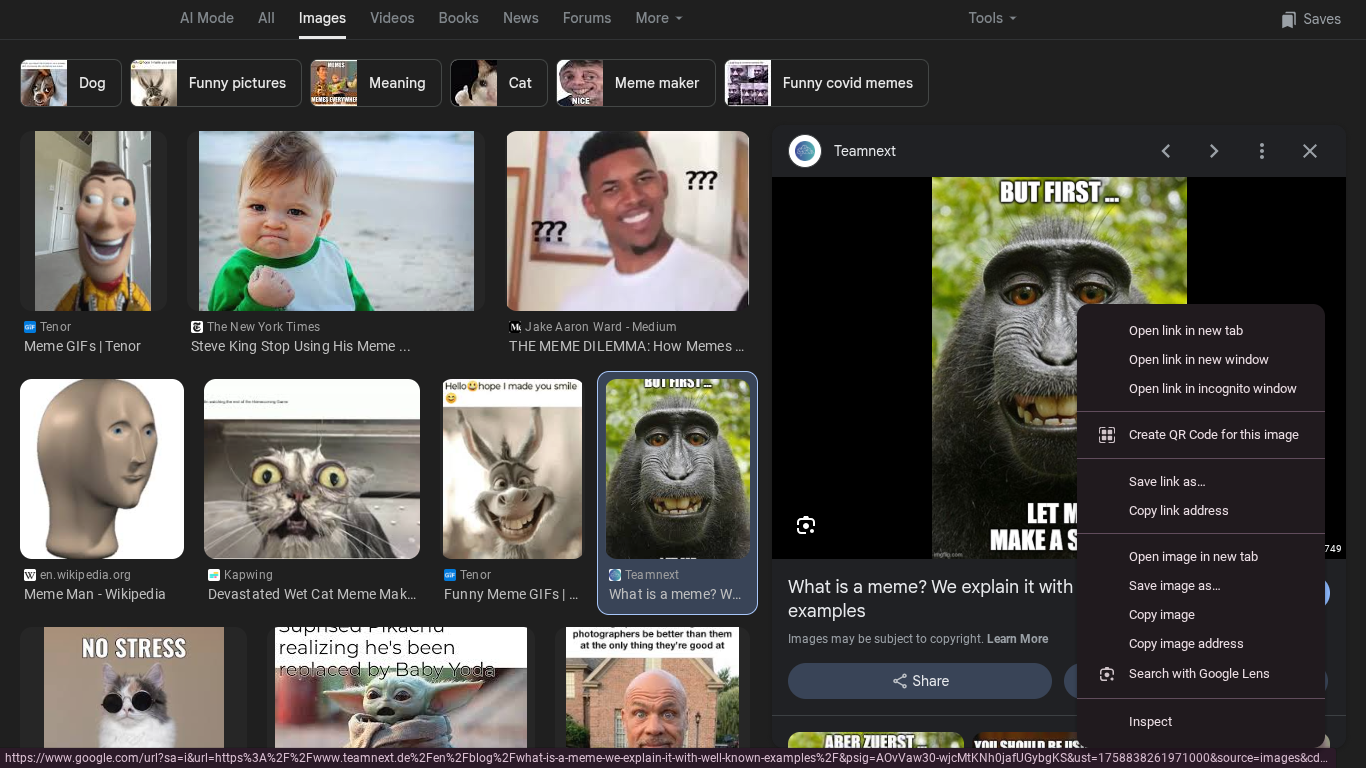 AI Mode
All
Images
Videos
Books
News
Forums
More
Tools
Saves
Dog
Funny pictures
MEMES
MEMES EVERYWHERE
Meaning
Cat
NICE
Meme maker
Funny covid memes
???
???
Tenor
Meme GIFs | Tenor
The New York Times
Steve King Stop Using His Meme ...
Jake Aaron Ward - Medium
THE MEME DILEMMA: How Memes ...
Hello😃hope I made you smile
😊
BUT FIRST ...
en.wikipedia.org
Meme Man - Wikipedia
Kapwing
Devastated Wet Cat Meme Mak...
GIF
Tenor
Funny Meme GIFs | ...
Teamnext
What is a meme? W...
NO STRESS
Suprised Pikachu
realizing he's been
replaced by Baby Yoda
photographers be better than them
at the only thing they're good at
Teamnext
BUT FIRST ...
LET M
MAKE A S
imgflip.com
749
What is a meme? We explain it with
examples
Images may be subject to copyright. Learn More
Share
ABER ZUERST ...
YOU SHOULD BE US
Open link in new tab
Open link in new window
Open link in incognito window
Create QR Code for this image
Save link as...
Copy link address
Open image in new tab
Save image as...
Copy image
Copy image address
Search with Google Lens
Inspect
https://www.google.com/url?sa=i&url=https%3A%2F%2Fwww.teamnext.de%2Fen%2Fblog%2Fwhat-is-a-meme-we-explain-it-with-well-known-examples%2F&psig=AOvVaw30-wjcMtKNh0jafUGybgKS&ust=1758838261971000&source=images&cd...